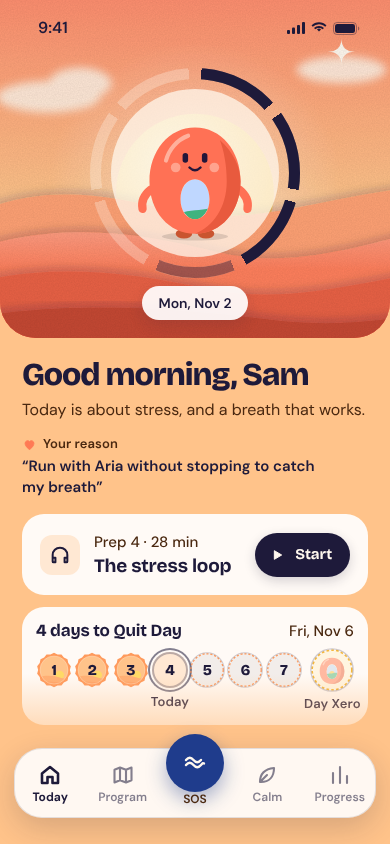 9:41
Mon, Nov 2
Good morning, Sam
Today is about stress, and a breath that works.
Your reason
“Run with Aria without stopping to catch
my breath”
Prep 4 · 28 min
The stress loop
Start
4 days to Quit Day
Fri, Nov 6
1 2 3 4 5 6 7
Today
Day Xero
Today
Program
SOS
Calm
Progress